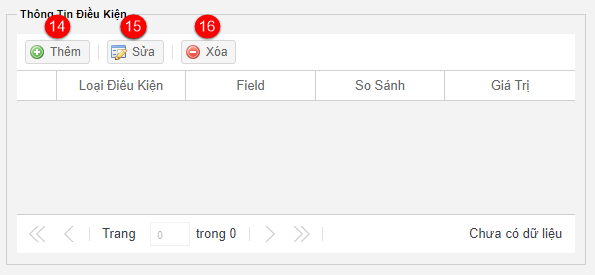 Thông Tin Điều Kiện
14 15 16
Thêm Sửa Xóa
Loại Điều Kiện Field So Sánh Giá Trị
Trang 0 trong 0 Chưa có dữ liệu